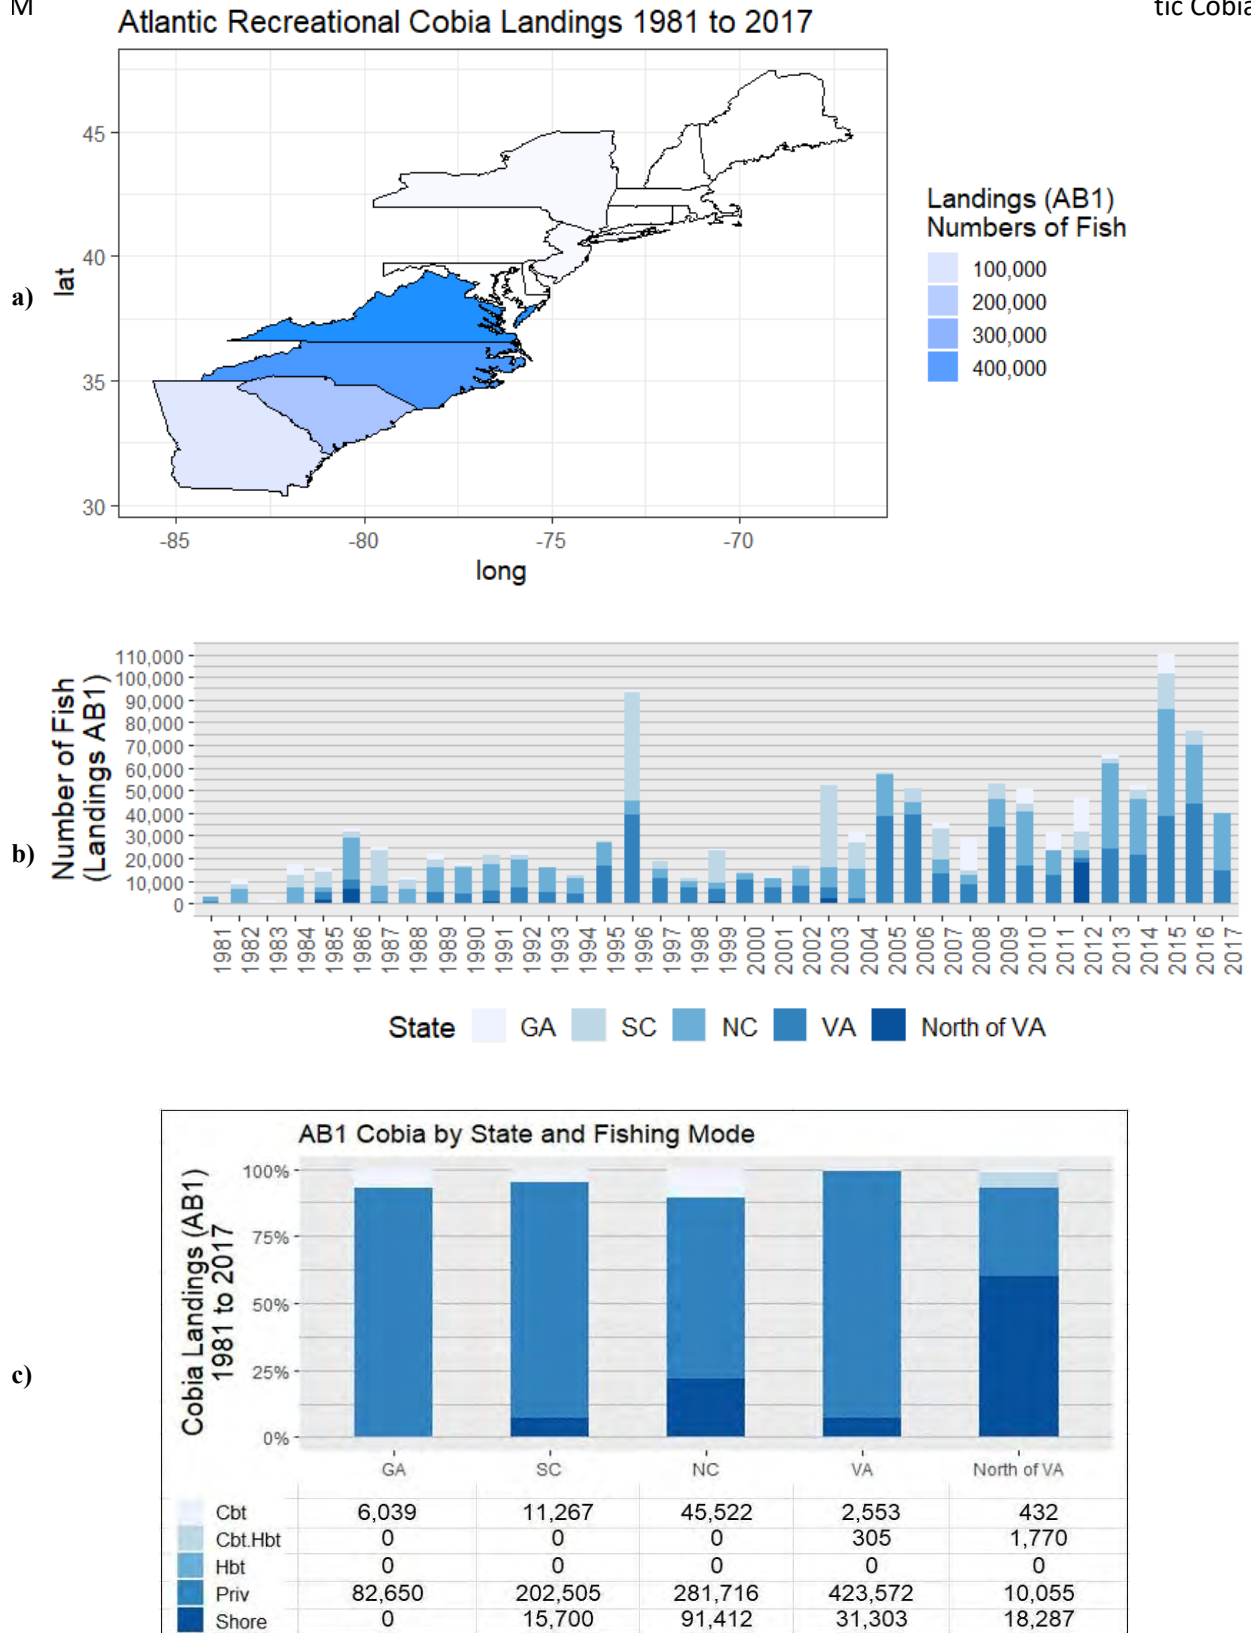 M tic Cobia
Atlantic Recreational Cobia Landings 1981 to 2017
45
40
35
30
lat
a)
-85 -80 -75 -70
long
Landings (AB1)
Numbers of Fish
100,000
200,000
300,000
400,000
b)
Number of Fish
(Landings AB1)
110,000
100,000
90,000
80,000
70,000
60,000
50,000
40,000
30,000
20,000
10,000
0
1981 1982 1983 1984 1985 1986 1987 1988 1989 1990 1991 1992 1993 1994 1995 1996 1997 1998 1999 2000 2001 2002 2003 2004 2005 2006 2007 2008 2009 2010 2011 2012 2013 2014 2015 2016 2017
State GA SC NC VA North of VA
AB1 Cobia by State and Fishing Mode
c)
Cobia Landings (AB1)
1981 to 2017
100%
75%
50%
25%
0%
GA SC NC VA North of VA
Cbt 6,039 11,267 45,522 2,553 432
Cbt.Hbt 0 0 0 305 1,770
Hbt 0 0 0 0 0
Priv 82,650 202,505 281,716 423,572 10,055
Shore 0 15,700 91,412 31,303 18,287